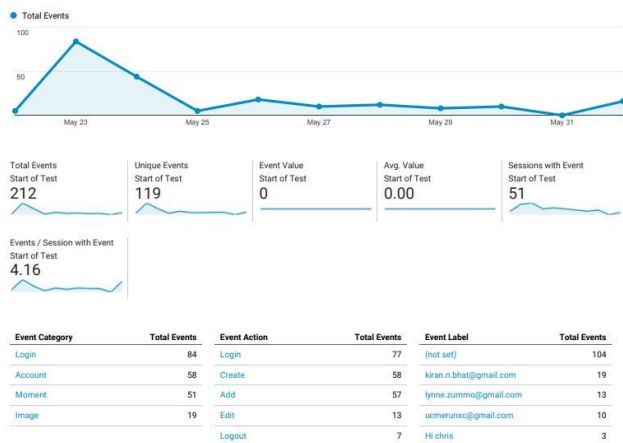 Total Events
100
50
May 23
May 25
May 27
May 29
May 31
Total Events
Start of Test
212
Unique Events
Start of Test
119
Event Value
Start of Test
0
Avg. Value
Start of Test
0.00
Sessions with Event
Start of Test
51
Events / Session with Event
Start of Test
4.16
Event Category Total Events
Login 84
Account 58
Moment 51
Image 19
Event Action Total Events
Login 77
Create 58
Add 57
Edit 13
Logout 7
Event Label Total Events
(not set) 104
kiran.n.bhat@gmail.com 19
lynne.zummo@gmail.com 13
ucmerunxc@gmail.com 10
Hi chris 3